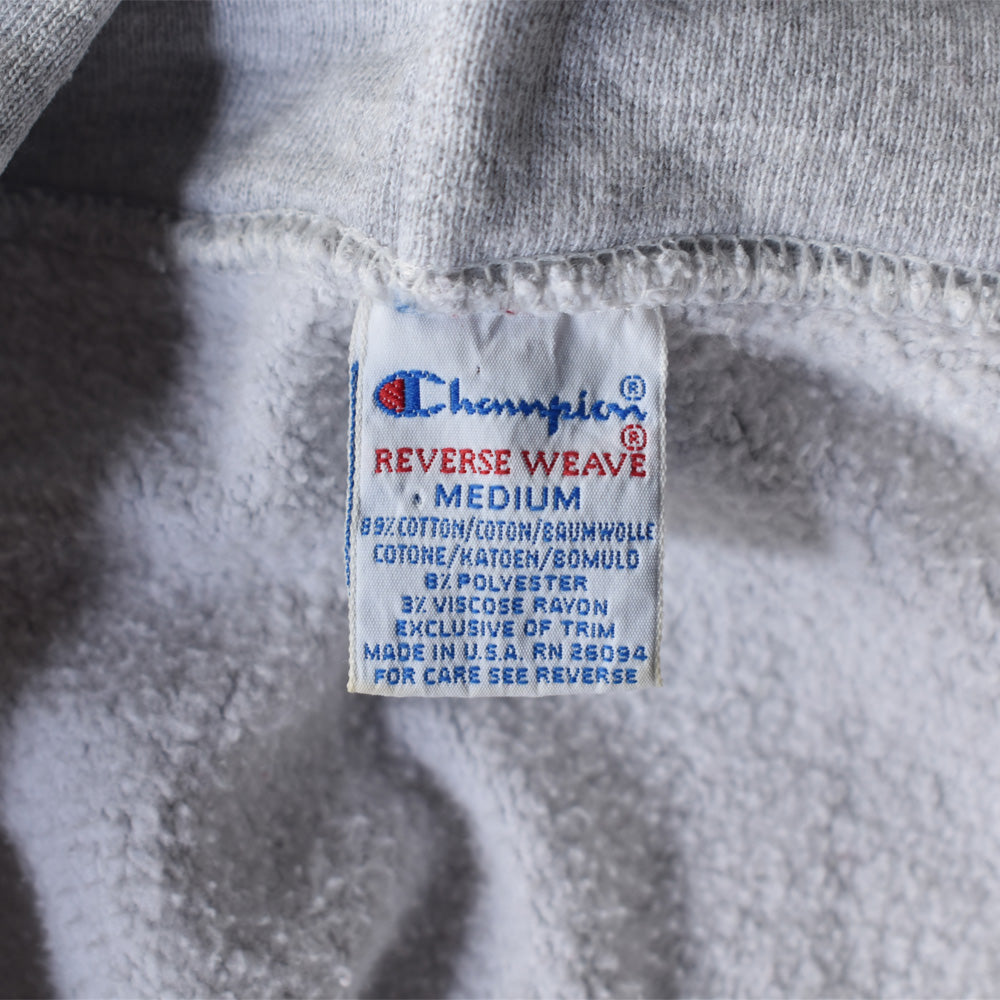 Champion®
REVERSE WEAVE®
MEDIUM
89% COTTON/COTON/BAUMWOLLE
COTONE/KATOEN/BOMULD
8% POLYESTER
3% VISCOSE RAYON
EXCLUSIVE OF TRIM
MADE IN U.S.A. RN 26094
FOR CARE SEE REVERSE